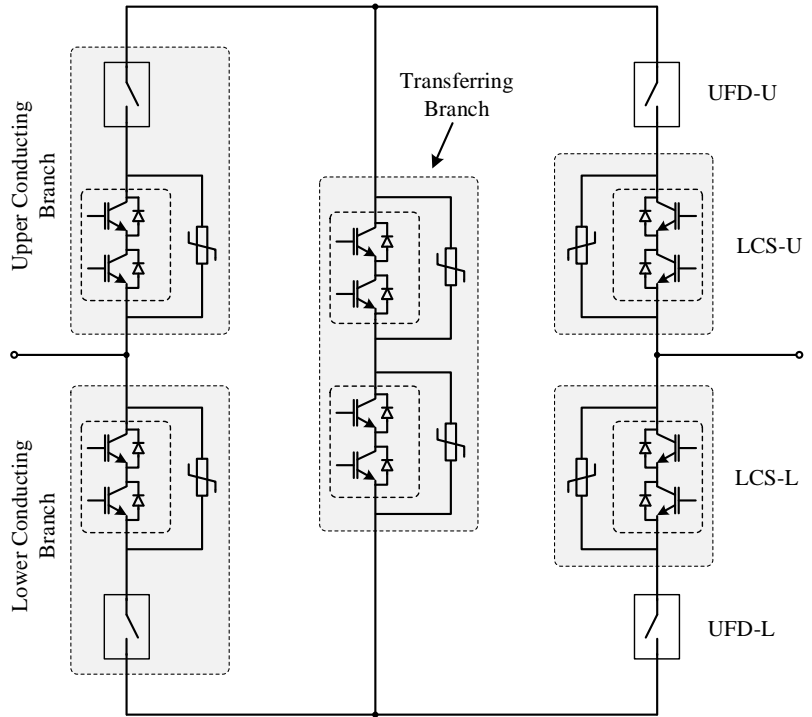 Upper Conducting
Branch
Transferring
Branch
UFD-U
LCS-U
Lower Conducting
Branch
LCS-L
UFD-L